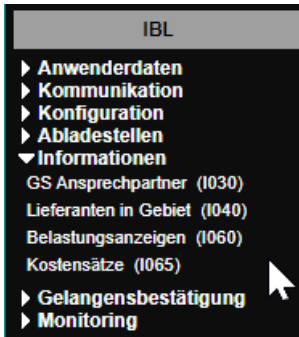 IBL
Anwenderdaten
Kommunikation
Konfiguration
Abladestellen
Informationen
GS Ansprechpartner (I030)
Lieferanten in Gebiet (I040)
Belastungsanzeigen (I060)
Kostensätze (I065)
Gelangensbestätigung
Monitoring